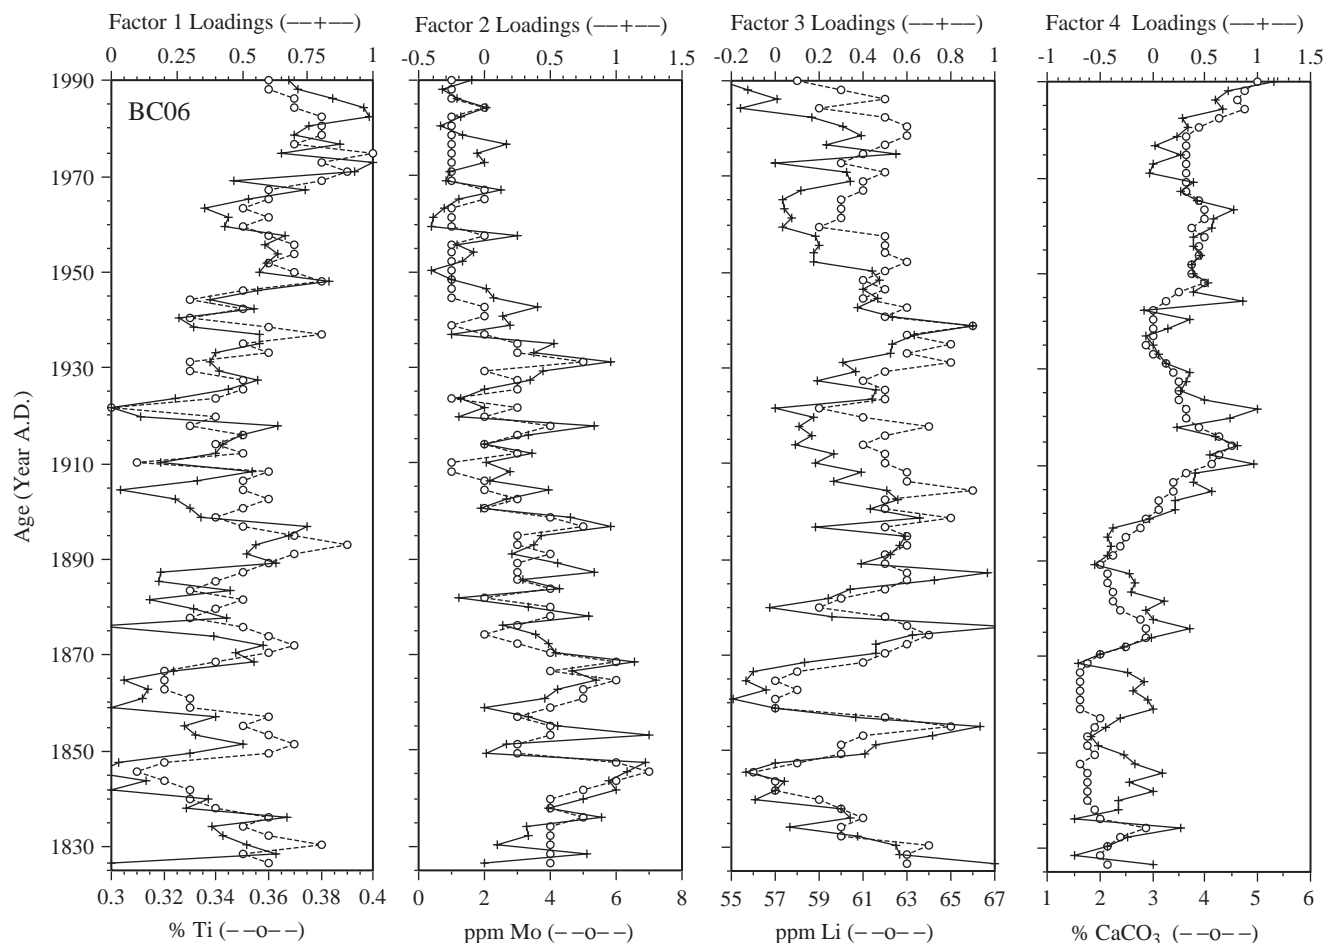 Factor 1 Loadings (––+––)
Factor 2 Loadings (––+––)
Factor 3 Loadings (––+––)
Factor 4 Loadings (––+––)
0 0.25 0.5 0.75 1
-0.5 0 0.5 1 1.5
-0.2 0 0.2 0.4 0.6 0.8 1
-1 -0.5 0 0.5 1 1.5
BC06
Age (Year A.D.)
1990
1970
1950
1930
1910
1890
1870
1850
1830
0.3 0.32 0.34 0.36 0.38 0.4
0 2 4 6 8
55 57 59 61 63 65 67
1 2 3 4 5 6
% Ti (– –o– –)
ppm Mo (– –o– –)
ppm Li (– –o– –)
% CaCO₃ (– –o– –)